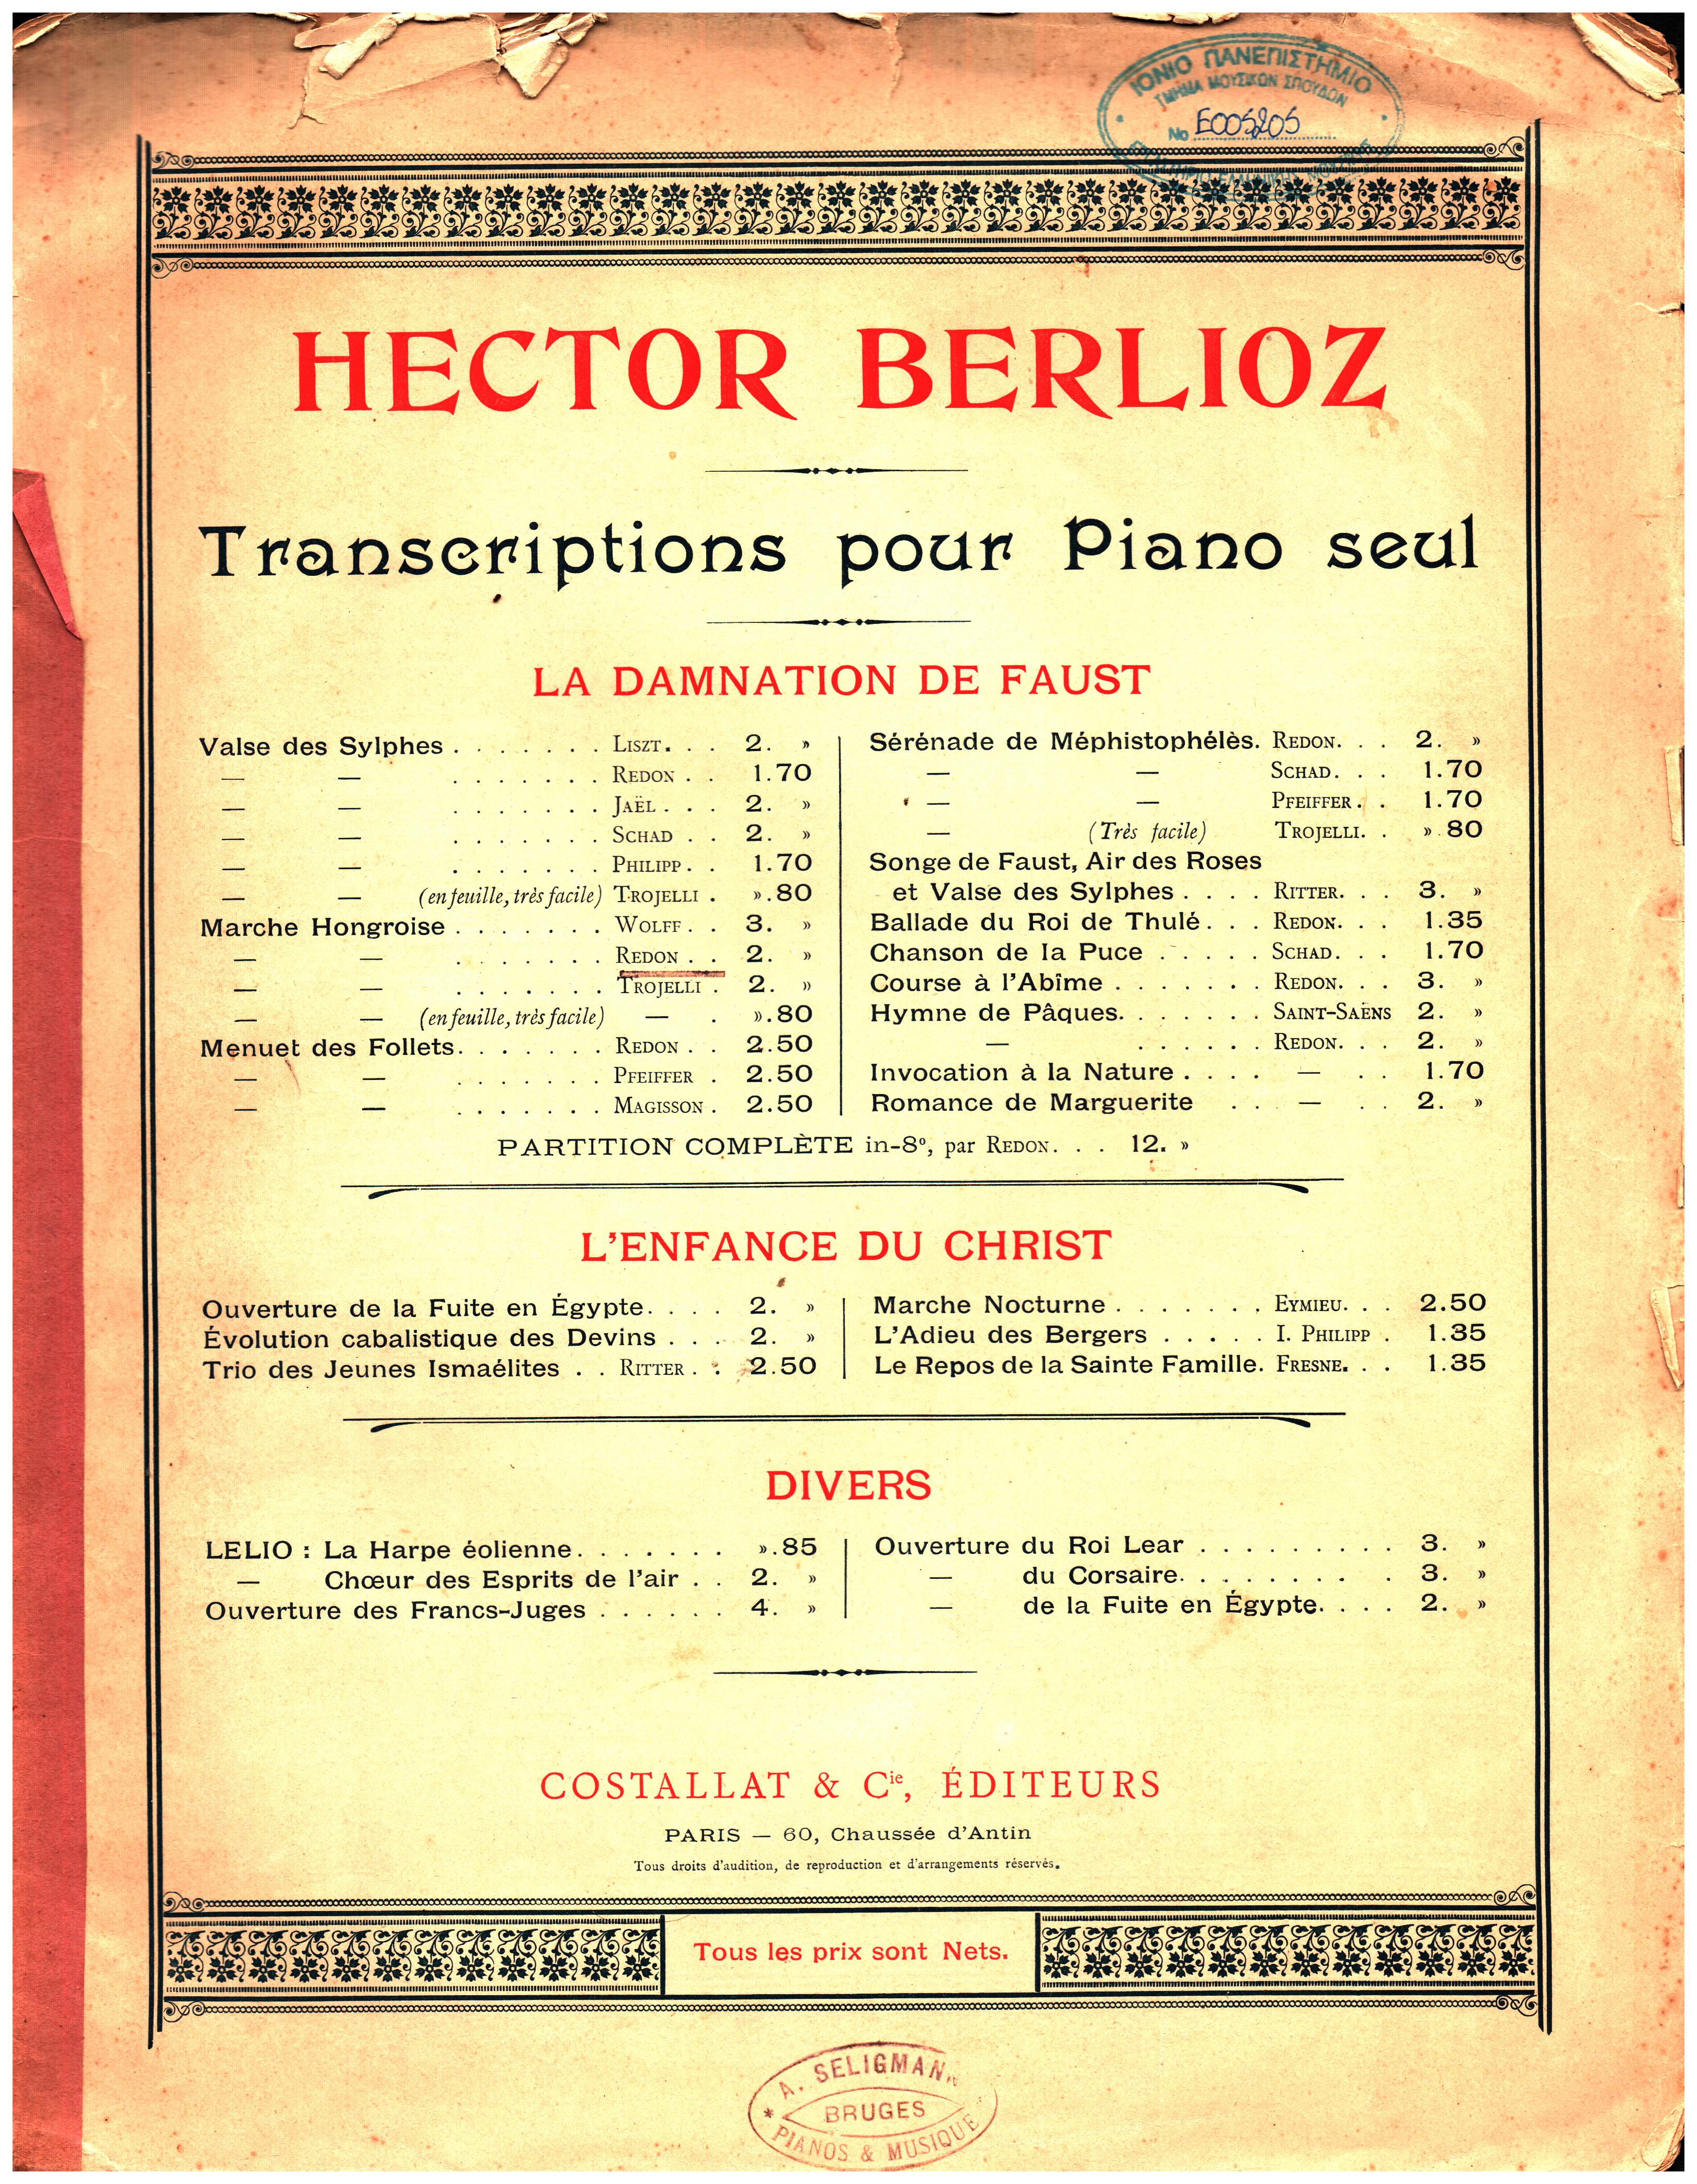 ΙΟΝΙΟ ΠΑΝΕΠΙΣΤΗΜΙΟ
ΤΜΗΜΑ ΜΟΥΣΙΚΩΝ ΣΠΟΥΔΩΝ
No E005205
ΕΡΓΑΣΤΗΡΙΟ ΕΛΛΗΝΙΚΗΣ ΜΟΥΣΙΚΗΣ
HECTOR BERLIOZ
Transcriptions pour Piano seul
LA DAMNATION DE FAUST
Valse des Sylphes . . . . . . . LISZT. . . 2. »
— — . . . . . . . REDON . . 1.70
— — . . . . . . . JAËL . . . 2. »
— — . . . . . . . SCHAD . . 2. »
— — . . . . . . . PHILIPP . . 1.70
— — (en feuille, très facile) TROJELLI . ».80
Marche Hongroise . . . . . . . WOLFF . . 3. »
— — . . . . . . . REDON . . 2. »
— — . . . . . . . TROJELLI . 2. »
— — (en feuille, très facile) — . ».80
Menuet des Follets. . . . . . . REDON . . 2.50
— — . . . . . . . PFEIFFER . 2.50
— — . . . . . . . MAGISSON . 2.50
Sérénade de Méphistophélès. REDON. . . 2. »
— — SCHAD. . . 1.70
— — PFEIFFER. . 1.70
— (Très facile) TROJELLI. . ».80
Songe de Faust, Air des Roses
et Valse des Sylphes . . . . RITTER. . . 3. »
Ballade du Roi de Thulé. . . REDON. . . 1.35
Chanson de la Puce . . . . . SCHAD. . . 1.70
Course à l'Abîme . . . . . . . REDON. . . 3. »
Hymne de Pâques. . . . . . . SAINT-SAËNS 2. »
— . . . . . . REDON. . . 2. »
Invocation à la Nature . . . . — . . 1.70
Romance de Marguerite . . — . . 2. »
PARTITION COMPLÈTE in-8º, par REDON. . . 12. »
L'ENFANCE DU CHRIST
Ouverture de la Fuite en Égypte. . . . 2. »
Évolution cabalistique des Devins . . . 2. »
Trio des Jeunes Ismaélites . . RITTER . . 2.50
Marche Nocturne . . . . . . . EYMIEU. . . 2.50
L'Adieu des Bergers . . . . . I. PHILIPP . 1.35
Le Repos de la Sainte Famille. FRESNE. . . 1.35
DIVERS
LELIO : La Harpe éolienne. . . . . . . ».85
— Chœur des Esprits de l'air . . 2. »
Ouverture des Francs-Juges . . . . . . 4. »
Ouverture du Roi Lear . . . . . . . . . 3. »
— du Corsaire. . . . . . . . 3. »
— de la Fuite en Égypte. . . . 2. »
COSTALLAT & Cie, ÉDITEURS
PARIS — 60, Chaussée d'Antin
Tous droits d'audition, de reproduction et d'arrangements réservés.
Tous les prix sont Nets.
A. SELIGMANN
BRUGES
* PIANOS & MUSIQUE